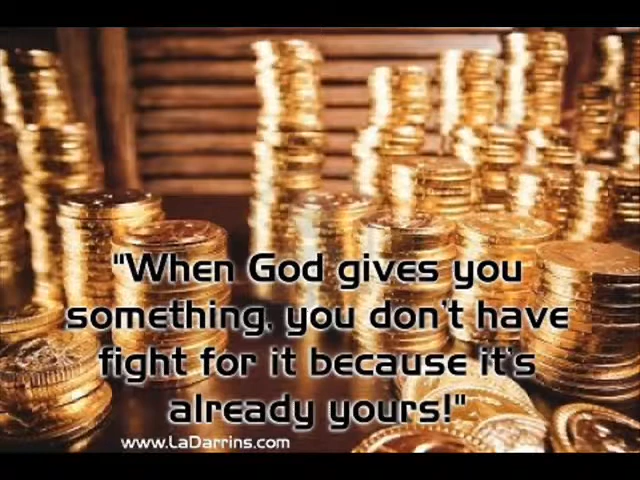 "When God gives you
something, you don't have
fight for it because it's
already yours!"
www.LaDarrins.com